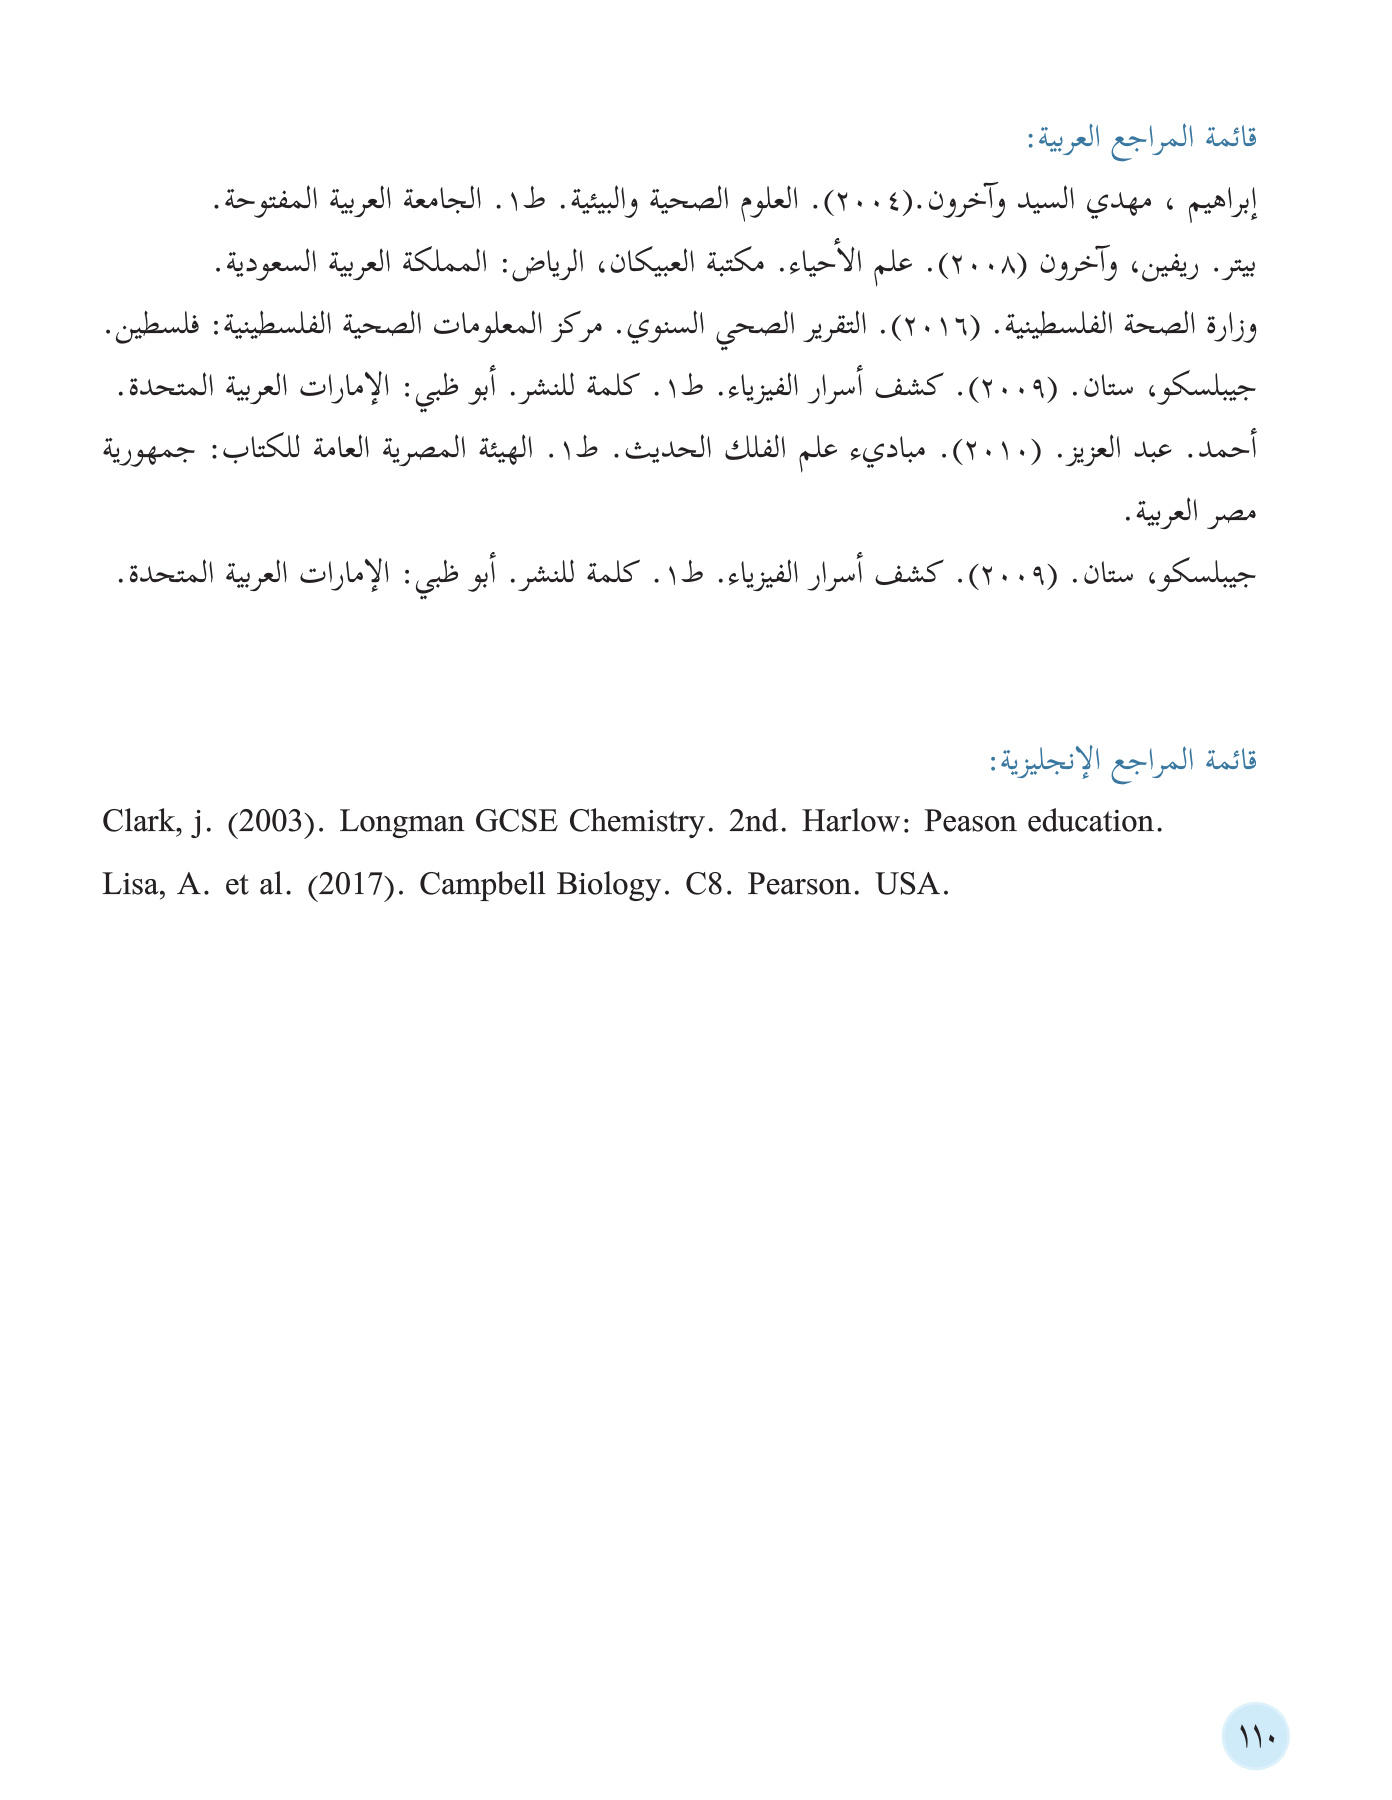 قائمة المراجع العربية:
إبراهيم ، مهدي السيد وآخرون.(٢٠٠٤). العلوم الصحية والبيئية. ط١. الجامعة العربية المفتوحة.
بيتر. ريفين، وآخرون (٢٠٠٨). علم الأحياء. مكتبة العبيكان، الرياض: المملكة العربية السعودية.
وزارة الصحة الفلسطينية. (٢٠١٦). التقرير الصحي السنوي. مركز المعلومات الصحية الفلسطينية: فلسطين.
جيبلسكو، ستان. (٢٠٠٩). كشف أسرار الفيزياء. ط١. كلمة للنشر. أبو ظبي: الإمارات العربية المتحدة.
أحمد. عبد العزيز. (٢٠١٠). مباديء علم الفلك الحديث. ط١. الهيئة المصرية العامة للكتاب: جمهورية
مصر العربية.
جيبلسكو، ستان. (٢٠٠٩). كشف أسرار الفيزياء. ط١. كلمة للنشر. أبو ظبي: الإمارات العربية المتحدة.
قائمة المراجع الإنجليزية:
Clark, j. (2003). Longman GCSE Chemistry. 2nd. Harlow: Peason education.
Lisa, A. et al. (2017). Campbell Biology. C8. Pearson. USA.
١١٠